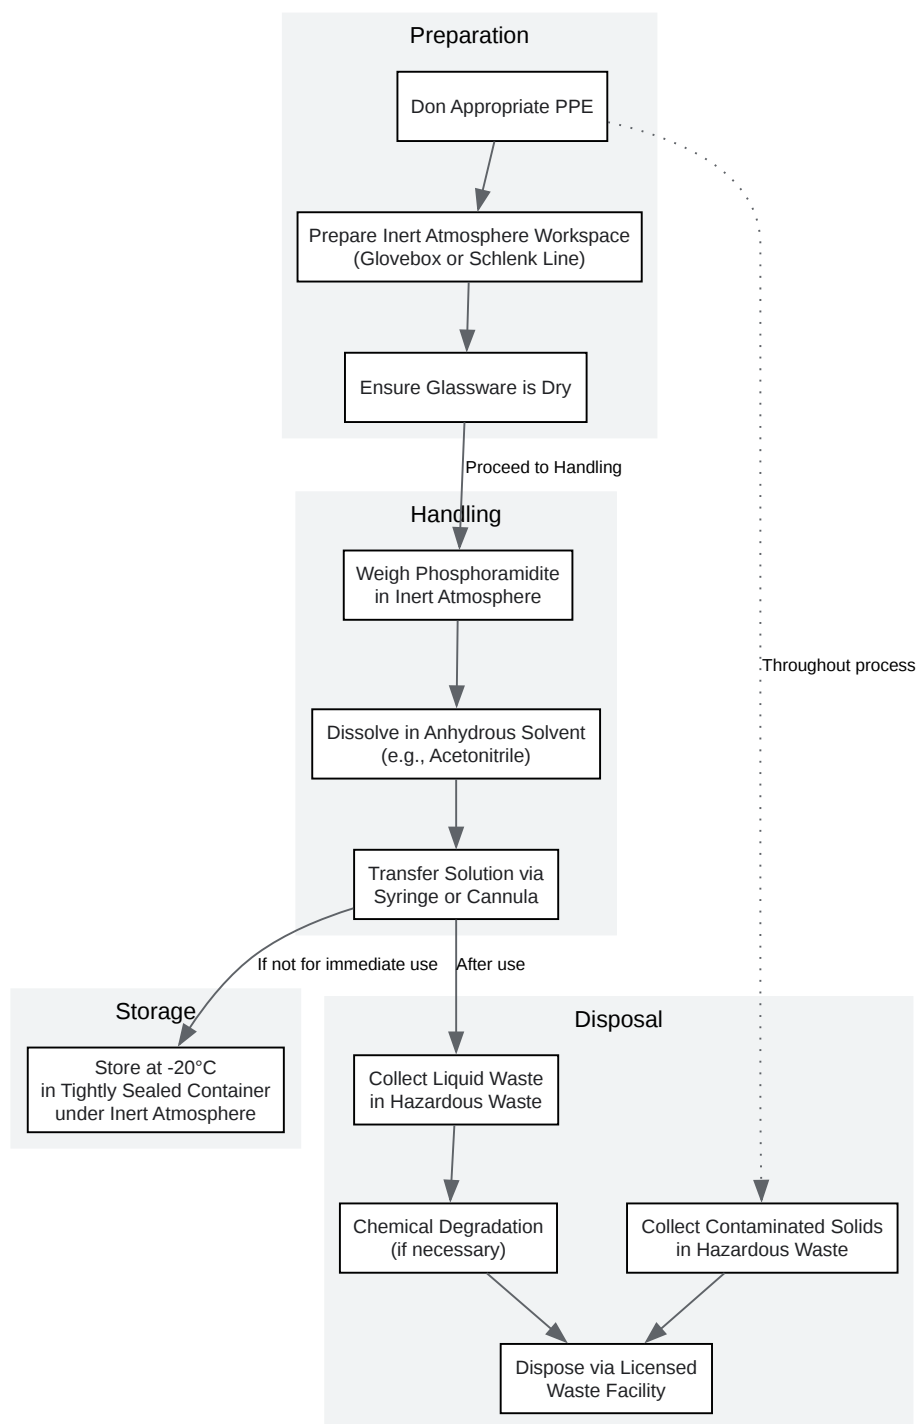 Preparation
Don Appropriate PPE
Prepare Inert Atmosphere Workspace
(Glovebox or Schlenk Line)
Ensure Glassware is Dry
Proceed to Handling
Handling
Weigh Phosphoramidite
in Inert Atmosphere
Throughout process
Dissolve in Anhydrous Solvent
(e.g., Acetonitrile)
Transfer Solution via
Syringe or Cannula
If not for immediate use
After use
Storage
Store at -20°C
in Tightly Sealed Container
under Inert Atmosphere
Disposal
Collect Liquid Waste
in Hazardous Waste
Chemical Degradation
(if necessary)
Collect Contaminated Solids
in Hazardous Waste
Dispose via Licensed
Waste Facility